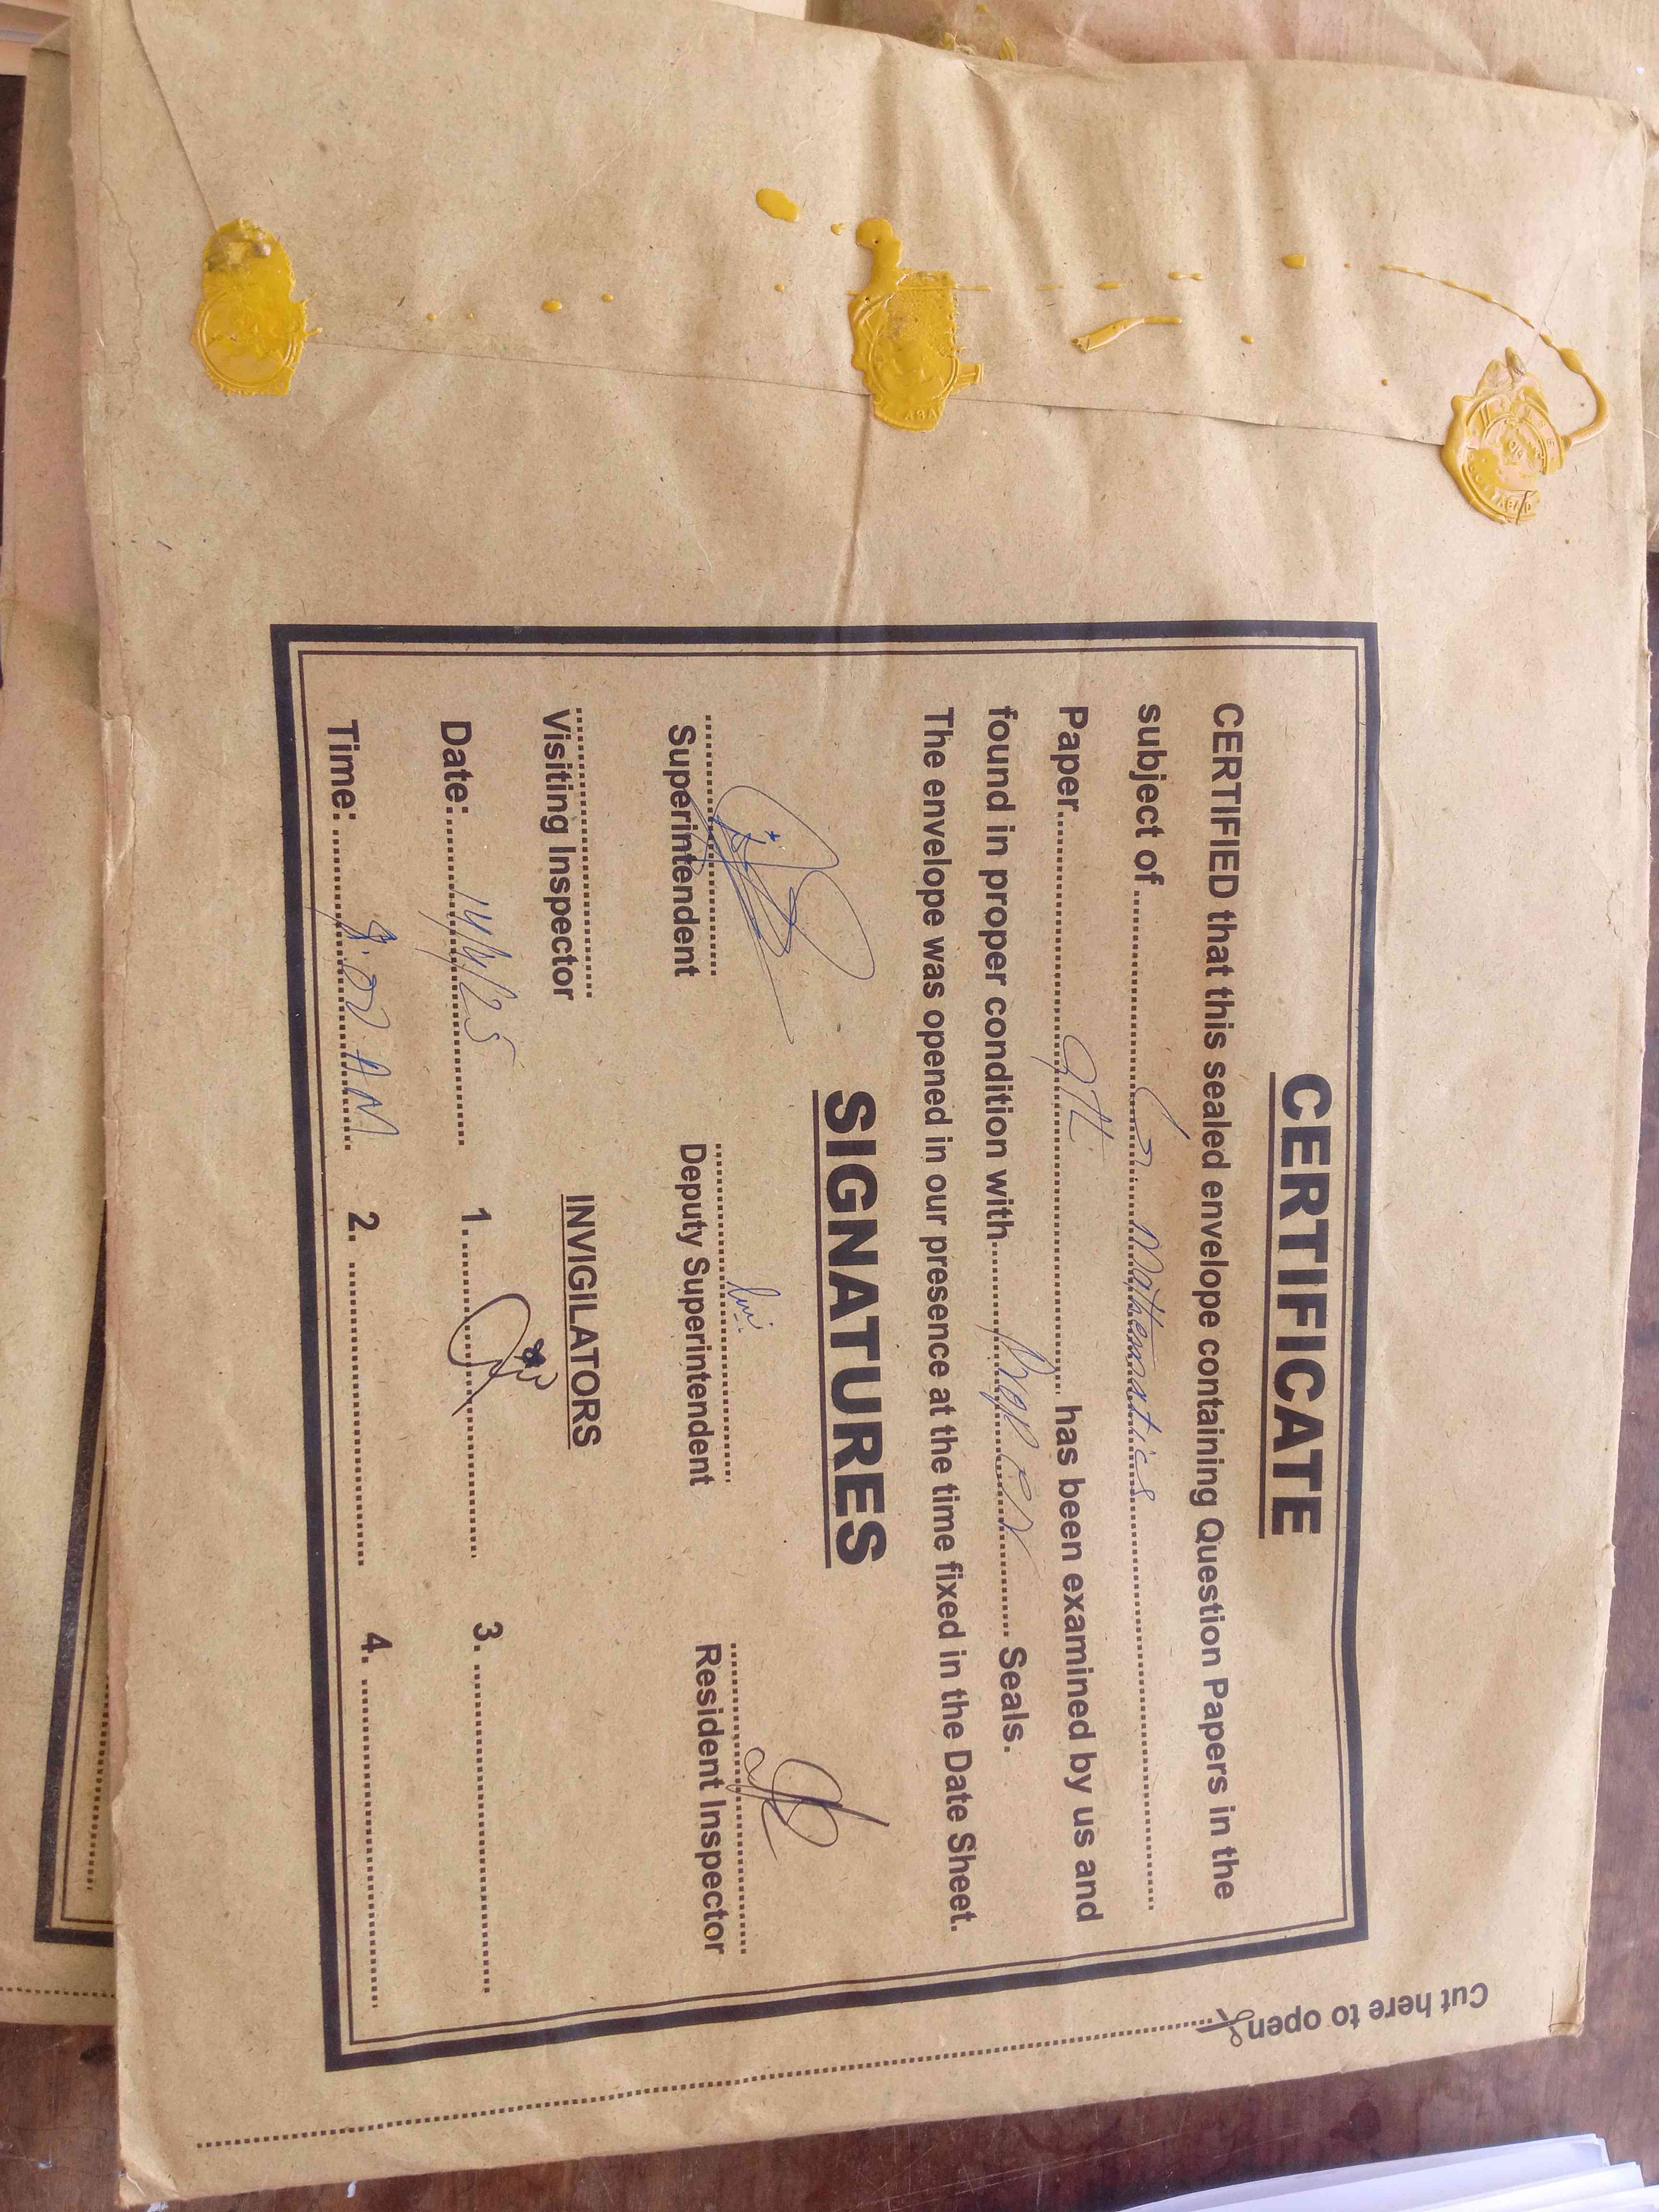 CERTIFICATE
CERTIFIED that this sealed envelope containing Question Papers in the
subject of.......... G. Mathematics ..........
Paper.......... 9th .......... has been examined by us and
found in proper condition with.......... Proper .......... Seals.
The envelope was opened in our presence at the time fixed in the Date Sheet.
SIGNATURES
Superintendent Deputy Superintendent Resident Inspector
Visiting Inspector INVIGILATORS
Date: 14/4/25 1. 3.
Time: 8:00 AM 2. 4.
Cut here to open